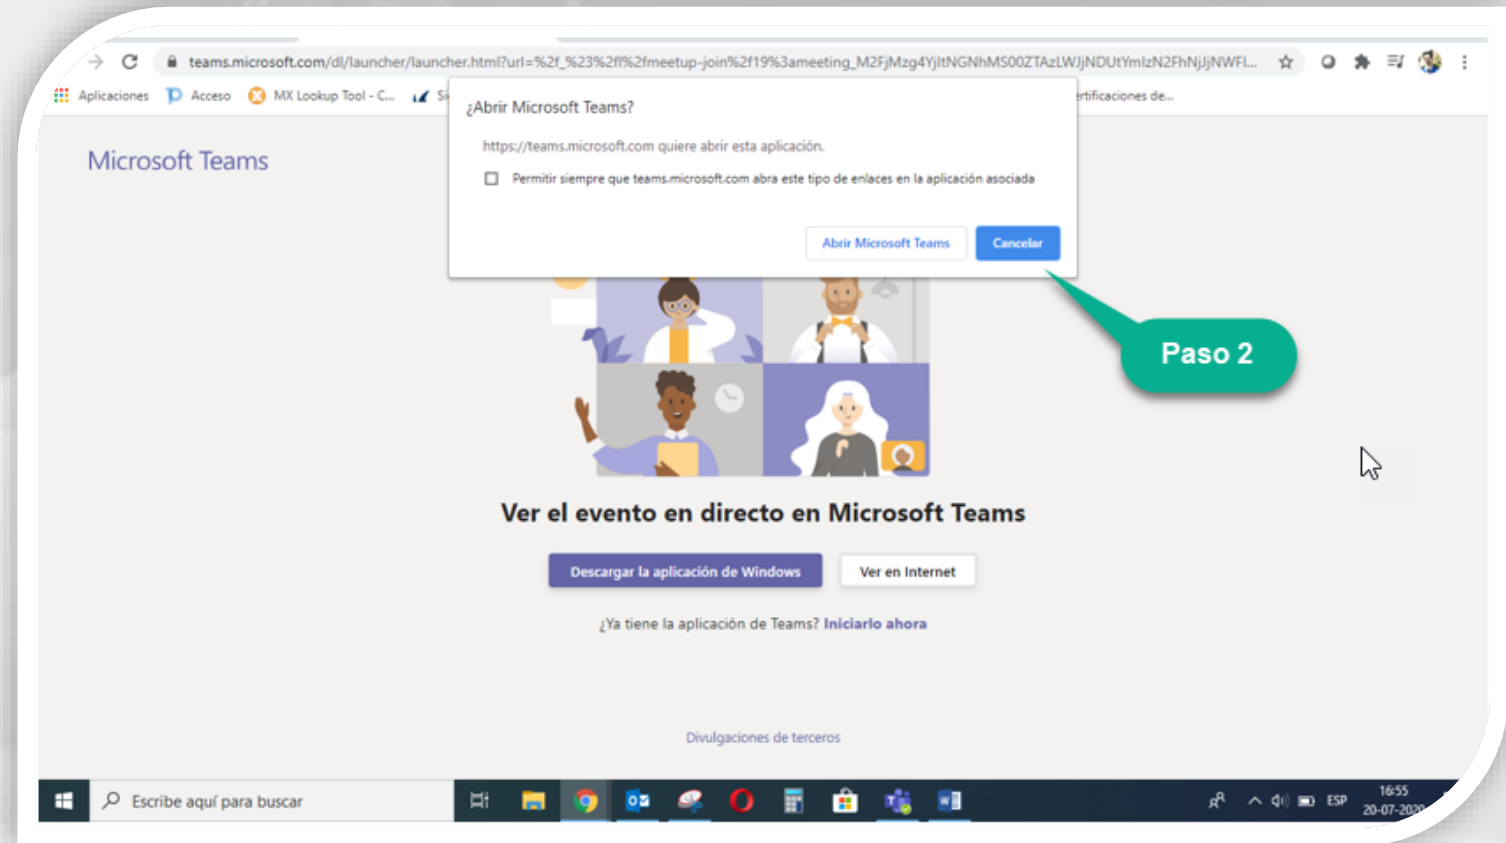 teams.microsoft.com/dl/launcher/launcher.html?url=%2f_%23%2fl%2fmeetup-join%2f19%3ameeting_
Aplicaciones Acceso MX Lookup Tool - C...
ertificaciones de...
¿Abrir Microsoft Teams?
https://teams.microsoft.com quiere abrir esta aplicación.
Permitir siempre que teams.microsoft.com abra este tipo de enlaces en la aplicación asociada
Abrir Microsoft Teams Cancelar
Microsoft Teams
Paso 2
Ver el evento en directo en Microsoft Teams
Descargar la aplicación de Windows Ver en Internet
¿Ya tiene la aplicación de Teams? Iniciarlo ahora
Divulgaciones de terceros
Escribe aquí para buscar
ESP
16:55
20-07-2020